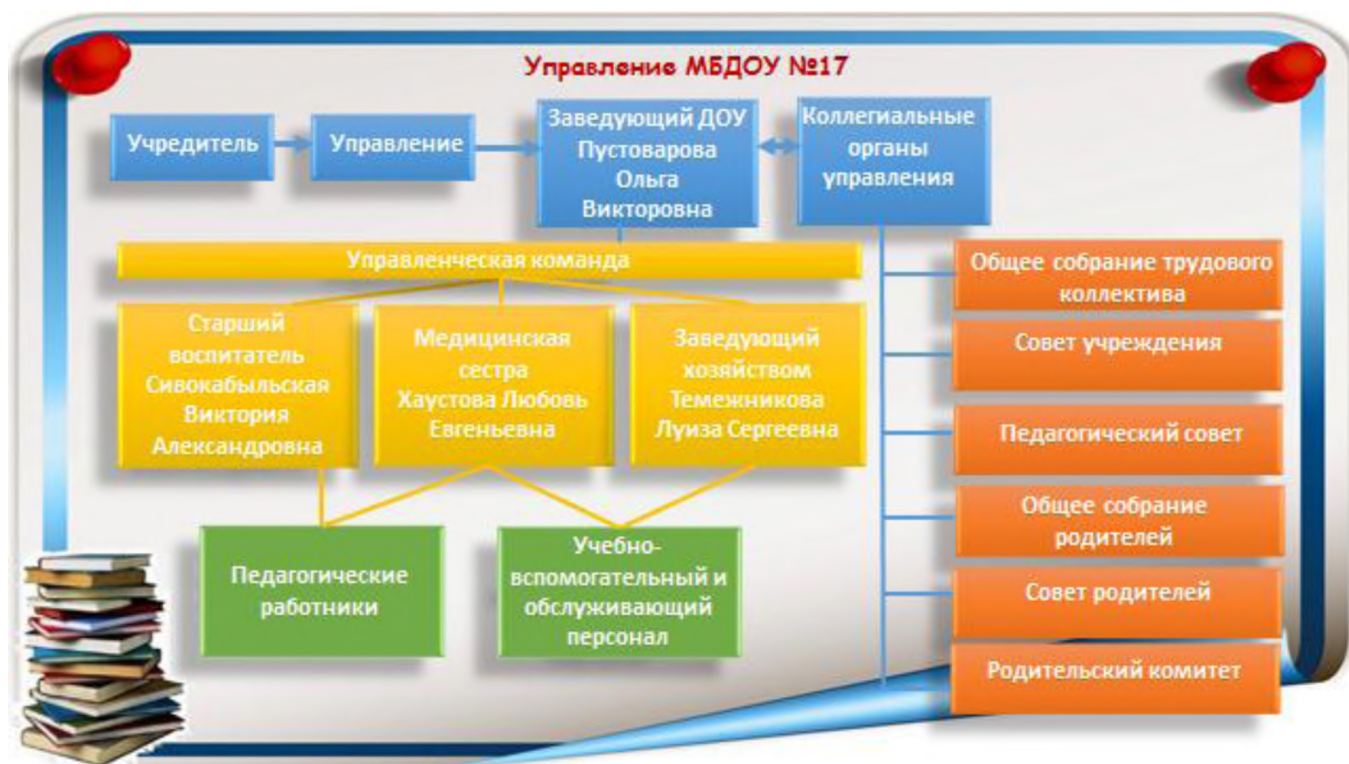 Управление МБДОУ №17
Учредитель
Управление
Заведующий ДОУ
Пустоварова
Ольга
Викторовна
Коллегиальные
органы
управления
Управленческая команда
Старший
воспитатель
Сивокабыльская
Виктория
Александровна
Медицинская
сестра
Хаустова Любовь
Евгеньевна
Заведующий
хозяйством
Темежникова
Луиза Сергеевна
Педагогические
работники
Учебно-
вспомогательный и
обслуживающий
персонал
Общее собрание трудового
коллектива
Совет учреждения
Педагогический совет
Общее собрание
родителей
Совет родителей
Родительский комитет